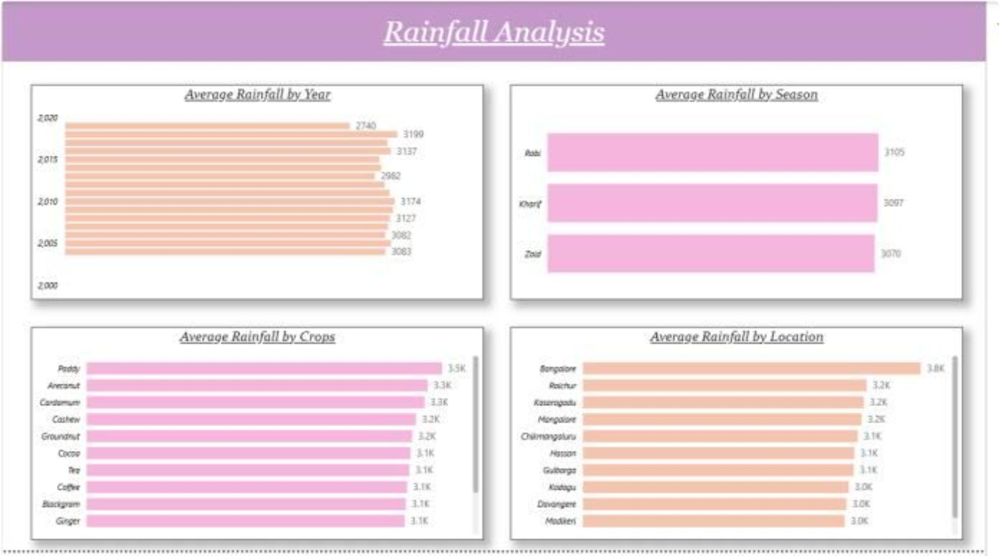 Rainfall Analysis
Average Rainfall by Year
2,020
2740
3199
3137
2,015
2982
2,010
3174
3127
3082
2,005
3083
2,000
Average Rainfall by Season
Rabi 3105
Kharif 3097
Zaid 3070
Average Rainfall by Crops
Paddy 3.5K
Arecanut 3.3K
Cardamum 3.3K
Cashew 3.2K
Groundnut 3.2K
Cocoa 3.1K
Tea 3.1K
Coffee 3.1K
Blackgram 3.1K
Ginger 3.1K
Average Rainfall by Location
Bangalore 3.8K
Raichur 3.2K
Kasaragodu 3.2K
Mangalore 3.2K
Chikmangaluru 3.1K
Hassan 3.1K
Gulbarga 3.1K
Kodagu 3.0K
Davangere 3.0K
Madikeri 3.0K